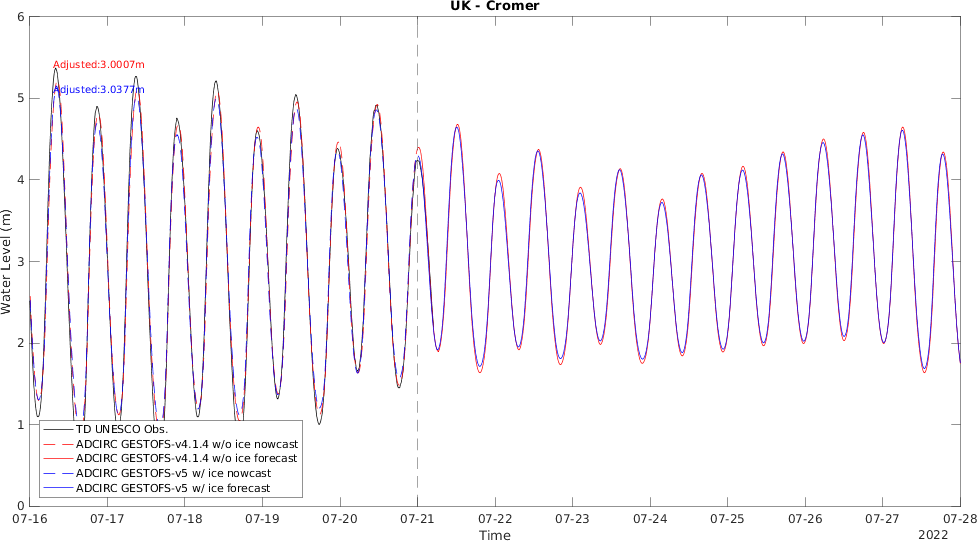 UK - Cromer
6
5
4
3
2
1
0
Water Level (m)
Adjusted:3.0007m
Adjusted:3.0377m
TD UNESCO Obs.
ADCIRC GESTOFS-v4.1.4 w/o ice nowcast
ADCIRC GESTOFS-v4.1.4 w/o ice forecast
ADCIRC GESTOFS-v5 w/ ice nowcast
ADCIRC GESTOFS-v5 w/ ice forecast
07-16 07-17 07-18 07-19 07-20 07-21 07-22 07-23 07-24 07-25 07-26 07-27 07-28
Time
2022